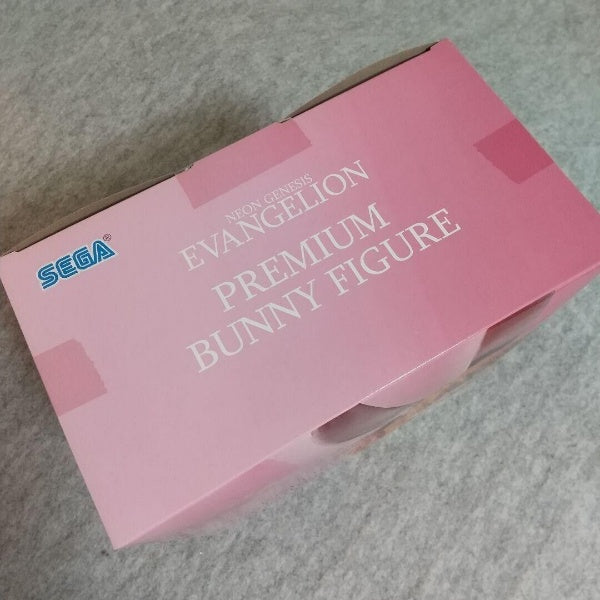 SEGA®
NEON GENESIS
EVANGELION
PREMIUM
BUNNY FIGURE